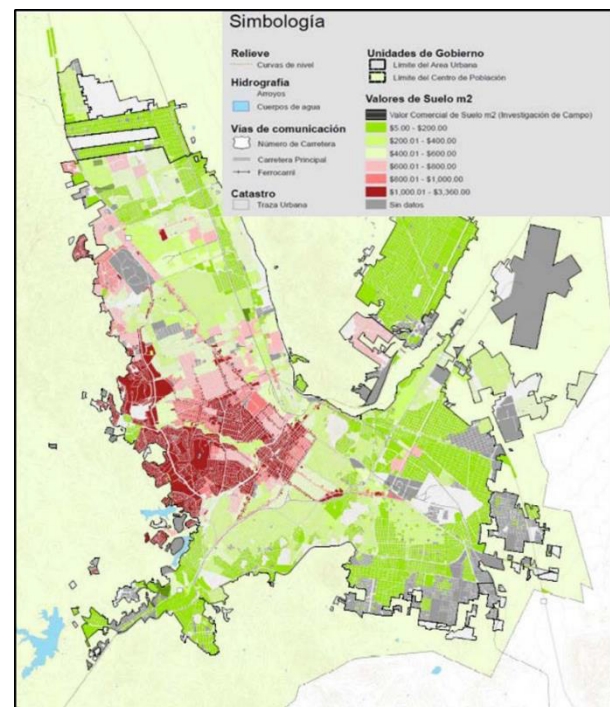 Simbología
Relieve
Curvas de nivel
Hidrografía
Arroyos
Cuerpos de agua
Vías de comunicación
Número de Carretera
Carretera Principal
Ferrocarril
Catastro
Traza Urbana
Unidades de Gobierno
Límite del Area Urbana
Límite del Centro de Población
Valores de Suelo m2
Valor Comercial de Suelo m2 (Investigación de Campo)
$5.00 - $200.00
$200.01 - $400.00
$400.01 - $600.00
$600.01 - $800.00
$800.01 - $1,000.00
$1,000.01 - $3,360.00
Sin datos